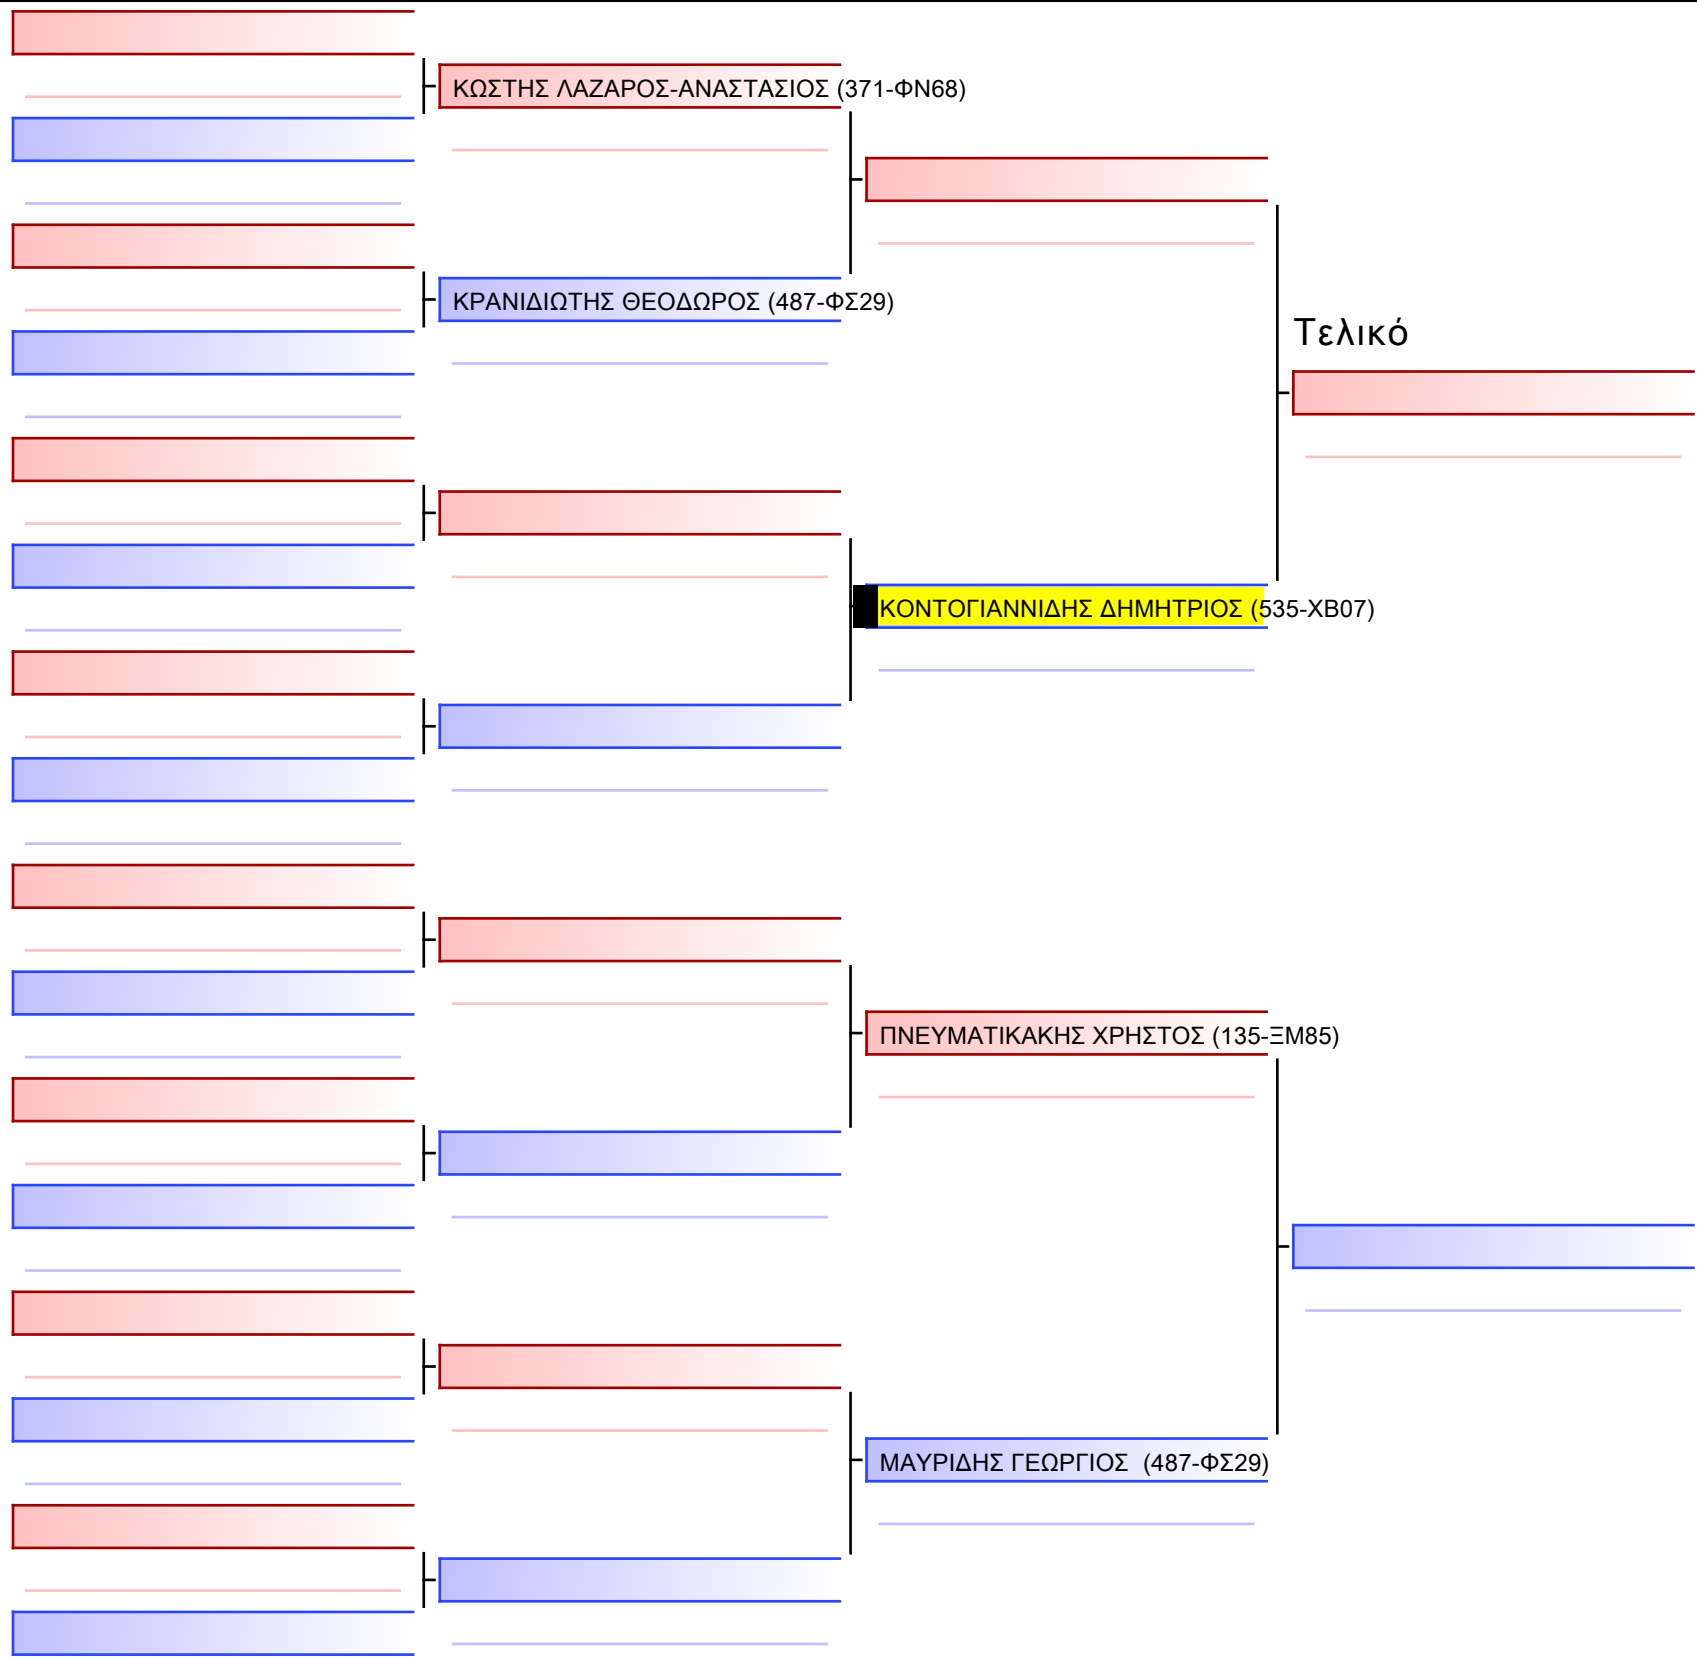 ΚΩΣΤΗΣ ΛΑΖΑΡΟΣ-ΑΝΑΣΤΑΣΙΟΣ (371-ΦΝ68)
ΚΡΑΝΙΔΙΩΤΗΣ ΘΕΟΔΩΡΟΣ (487-ΦΣ29)
Τελικό
ΚΟΝΤΟΓΙΑΝΝΙΔΗΣ ΔΗΜΗΤΡΙΟΣ (535-ΧΒ07)
ΠΝΕΥΜΑΤΙΚΑΚΗΣ ΧΡΗΣΤΟΣ (135-ΞΜ85)
ΜΑΥΡΙΔΗΣ ΓΕΩΡΓΙΟΣ (487-ΦΣ29)